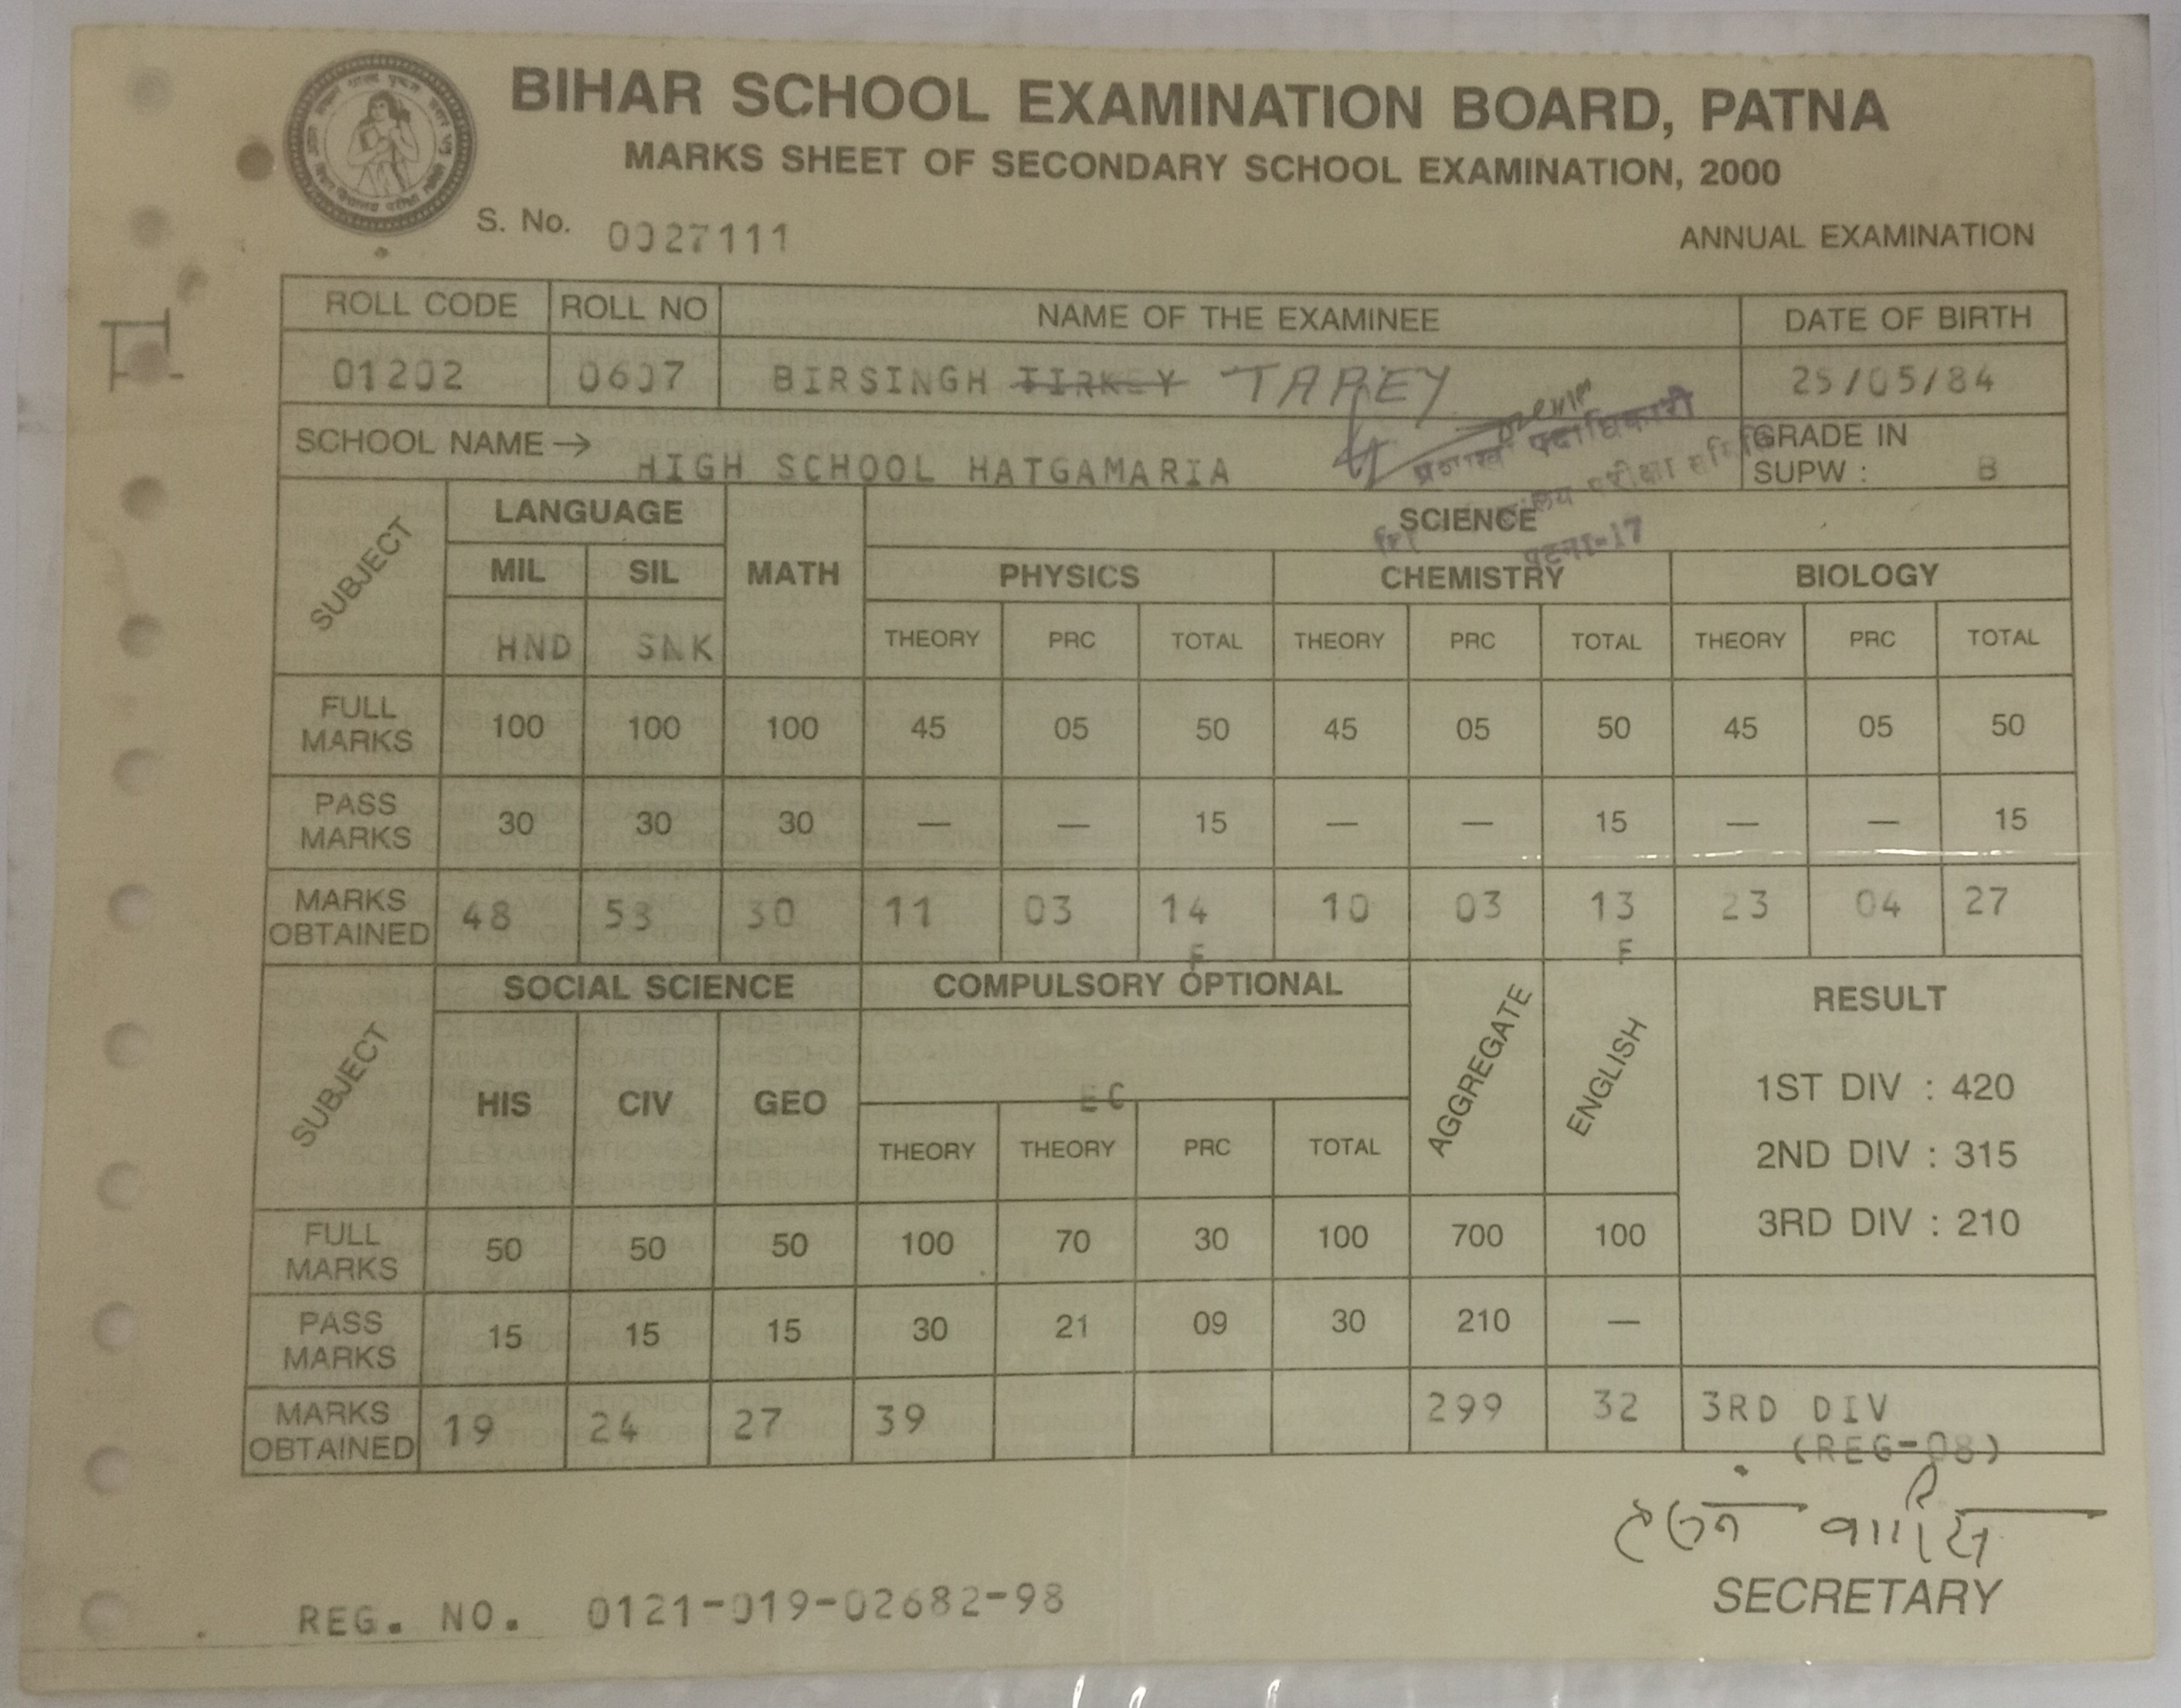 BIHAR SCHOOL EXAMINATION BOARD, PATNA
MARKS SHEET OF SECONDARY SCHOOL EXAMINATION, 2000
S. No. 0027111
ANNUAL EXAMINATION
ROLL CODE ROLL NO NAME OF THE EXAMINEE DATE OF BIRTH
01202 0607 BIRSINGH TIRKEY TAREY 25/05/84
SCHOOL NAME → HIGH SCHOOL HATGAMARIA
GRADE IN
SUPW : B
पदाधिकारी
परीक्षा समिति
पटना-17
SUBJECT LANGUAGE MATH SCIENCE
MIL SIL PHYSICS CHEMISTRY BIOLOGY
HND SNK THEORY PRC TOTAL THEORY PRC TOTAL THEORY PRC TOTAL
FULL MARKS 100 100 100 45 05 50 45 05 50 45 05 50
PASS MARKS 30 30 30 — — 15 — — 15 — — 15
MARKS OBTAINED 48 53 30 11 03 14 10 03 13 23 04 27
F F
SUBJECT SOCIAL SCIENCE COMPULSORY OPTIONAL AGGREGATE ENGLISH RESULT
HIS CIV GEO EC
THEORY THEORY PRC TOTAL
1ST DIV : 420
2ND DIV : 315
3RD DIV : 210
FULL MARKS 50 50 50 100 70 30 100 700 100
PASS MARKS 15 15 15 30 21 09 30 210 —
MARKS OBTAINED 19 24 27 39 299 32 3RD DIV
(REG-08)
SECRETARY
REG. NO. 0121-019-02682-98